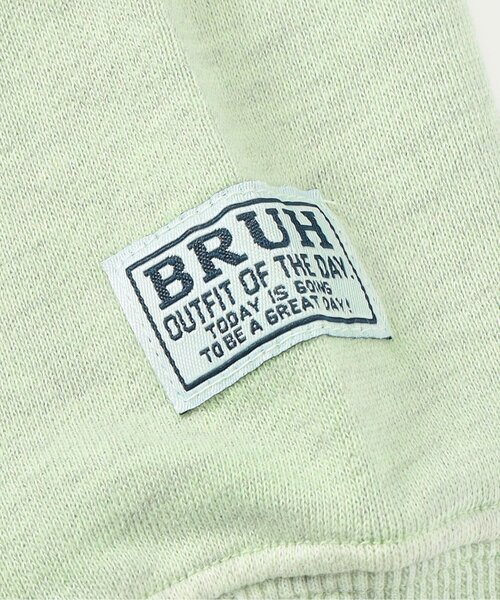 BRUH
OUTFIT OF THE DAY.
TODAY IS GOING
TO BE A GREAT DAY!